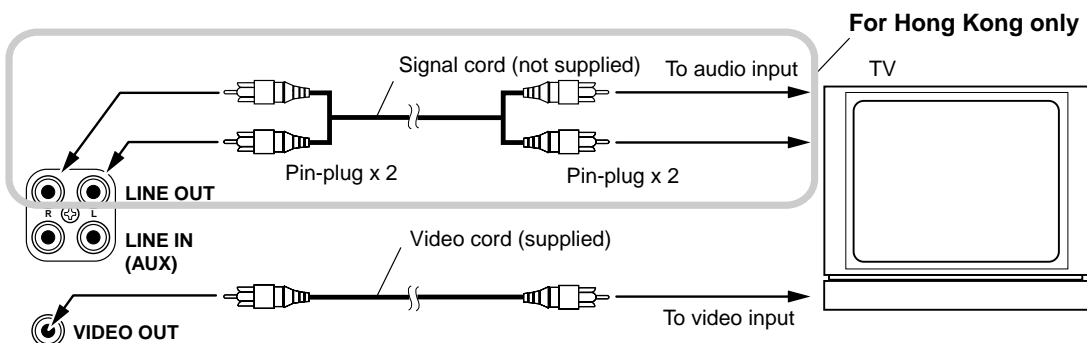 For Hong Kong only
Signal cord (not supplied)
To audio input
TV
Pin-plug x 2
Pin-plug x 2
LINE OUT
R
L
LINE IN
(AUX)
Video cord (supplied)
To video input
VIDEO OUT